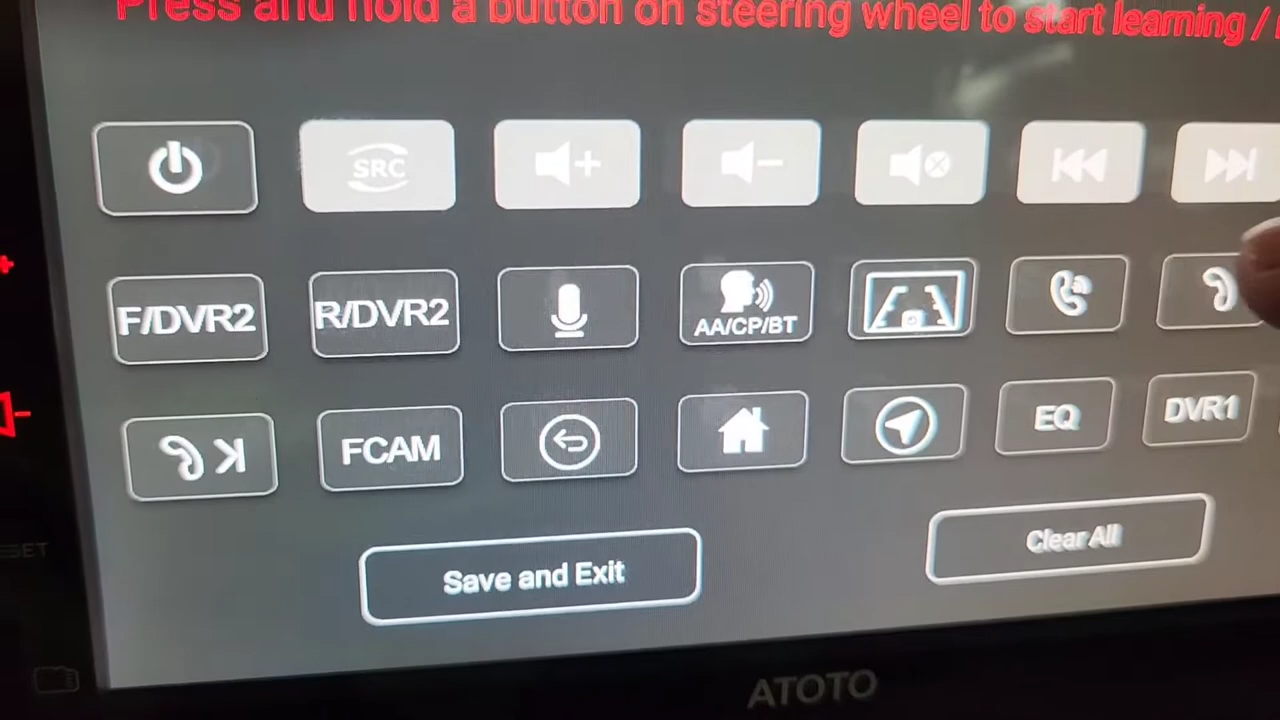 Press and hold a button on steering wheel to start learning /
SRC
F/DVR2 R/DVR2 AA/CP/BT
FCAM EQ DVR1
Save and Exit Clear All
ATOTO